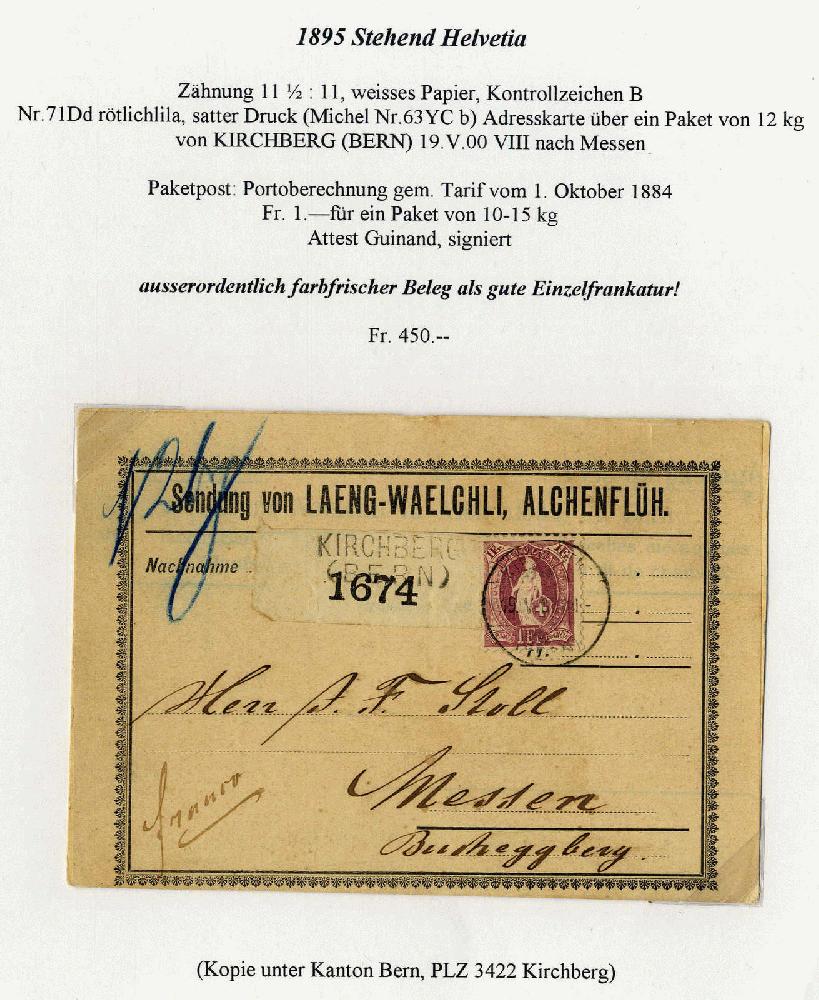 1895 Stehend Helvetia
Zähnung 11 ½ : 11, weisses Papier, Kontrollzeichen B
Nr.71Dd rötlichlila, satter Druck (Michel Nr.63YC b) Adresskarte über ein Paket von 12 kg
von KIRCHBERG (BERN) 19.V.00 VIII nach Messen
Paketpost: Portoberechnung gem. Tarif vom 1. Oktober 1884
Fr. 1.—für ein Paket von 10-15 kg
Attest Guinand, signiert
ausserordentlich farbfrischer Beleg als gute Einzelfrankatur!
Fr. 450.--
Sendung von LAENG-WAELCHLI, ALCHENFLÜH.
Nachnahme
KIRCHBERG
(BERN)
1674
Herr J. F. Stoll
Messen
franco
Bucheggberg.
(Kopie unter Kanton Bern, PLZ 3422 Kirchberg)